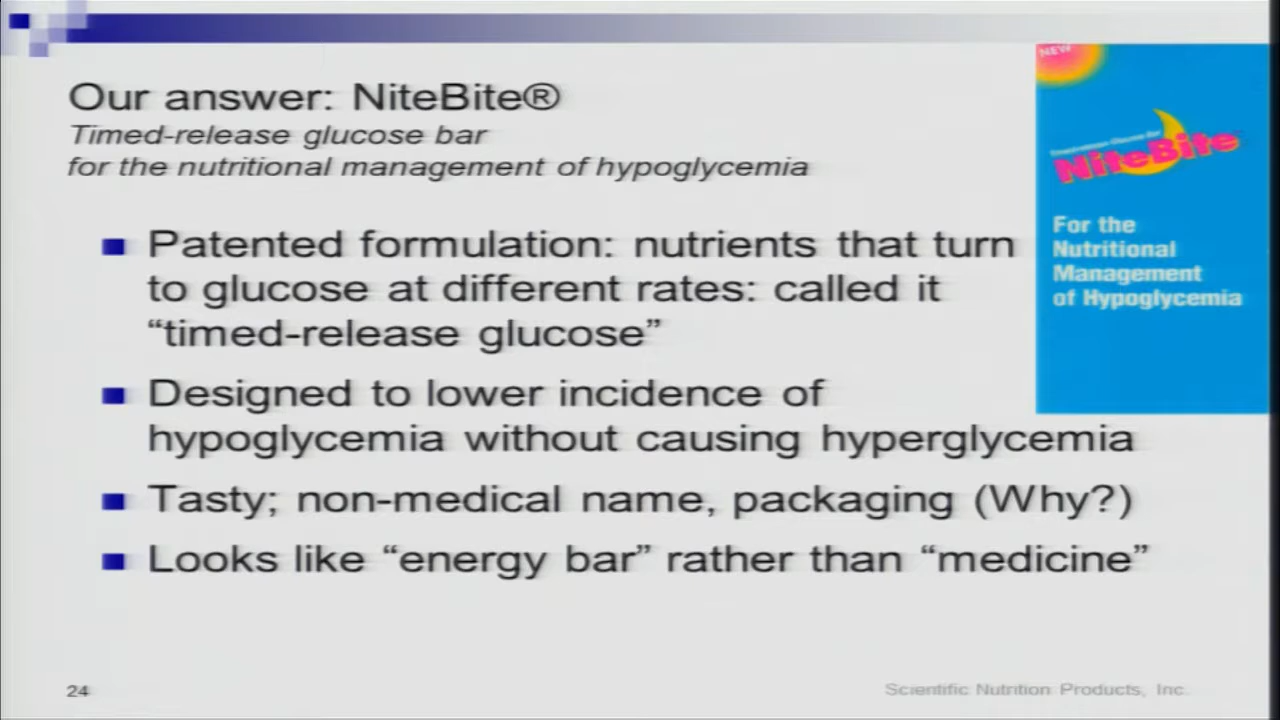 Our answer: NiteBite®
Timed-release glucose bar
for the nutritional management of hypoglycemia
Patented formulation: nutrients that turn
to glucose at different rates: called it
“timed-release glucose”
Designed to lower incidence of
hypoglycemia without causing hyperglycemia
Tasty; non-medical name, packaging (Why?)
Looks like “energy bar” rather than “medicine”
NEW
NiteBite
For the
Nutritional
Management
of Hypoglycemia
24
Scientific Nutrition Products, Inc.